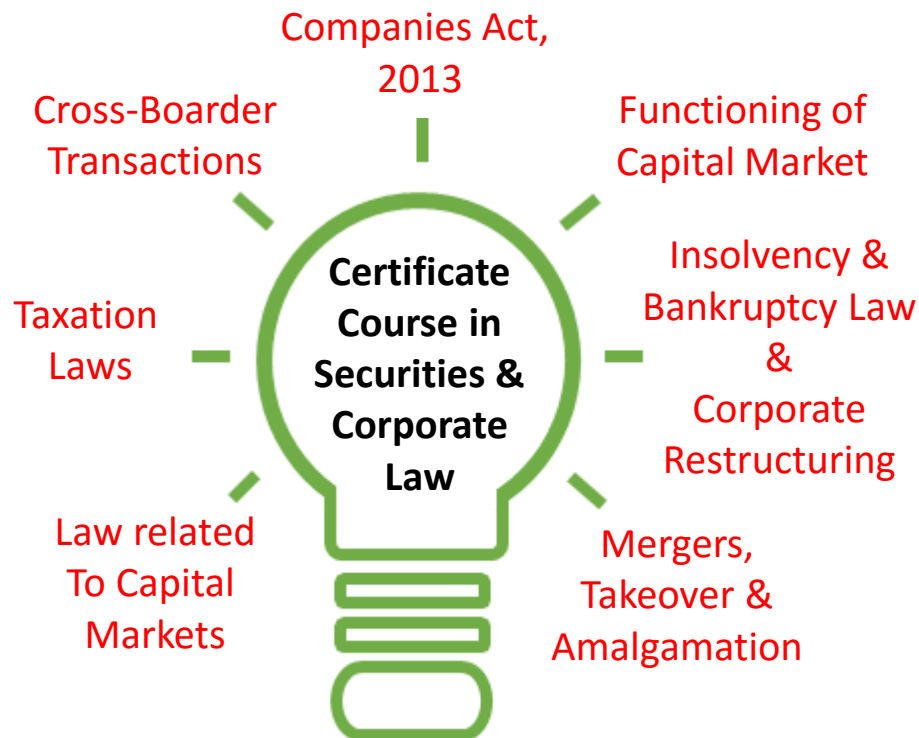 Companies Act,
2013
Cross-Boarder
Transactions
Functioning of
Capital Market
Certificate
Course in
Securities &
Corporate
Law
Insolvency &
Bankruptcy Law
&
Corporate
Restructuring
Taxation
Laws
Law related
To Capital
Markets
Mergers,
Takeover &
Amalgamation